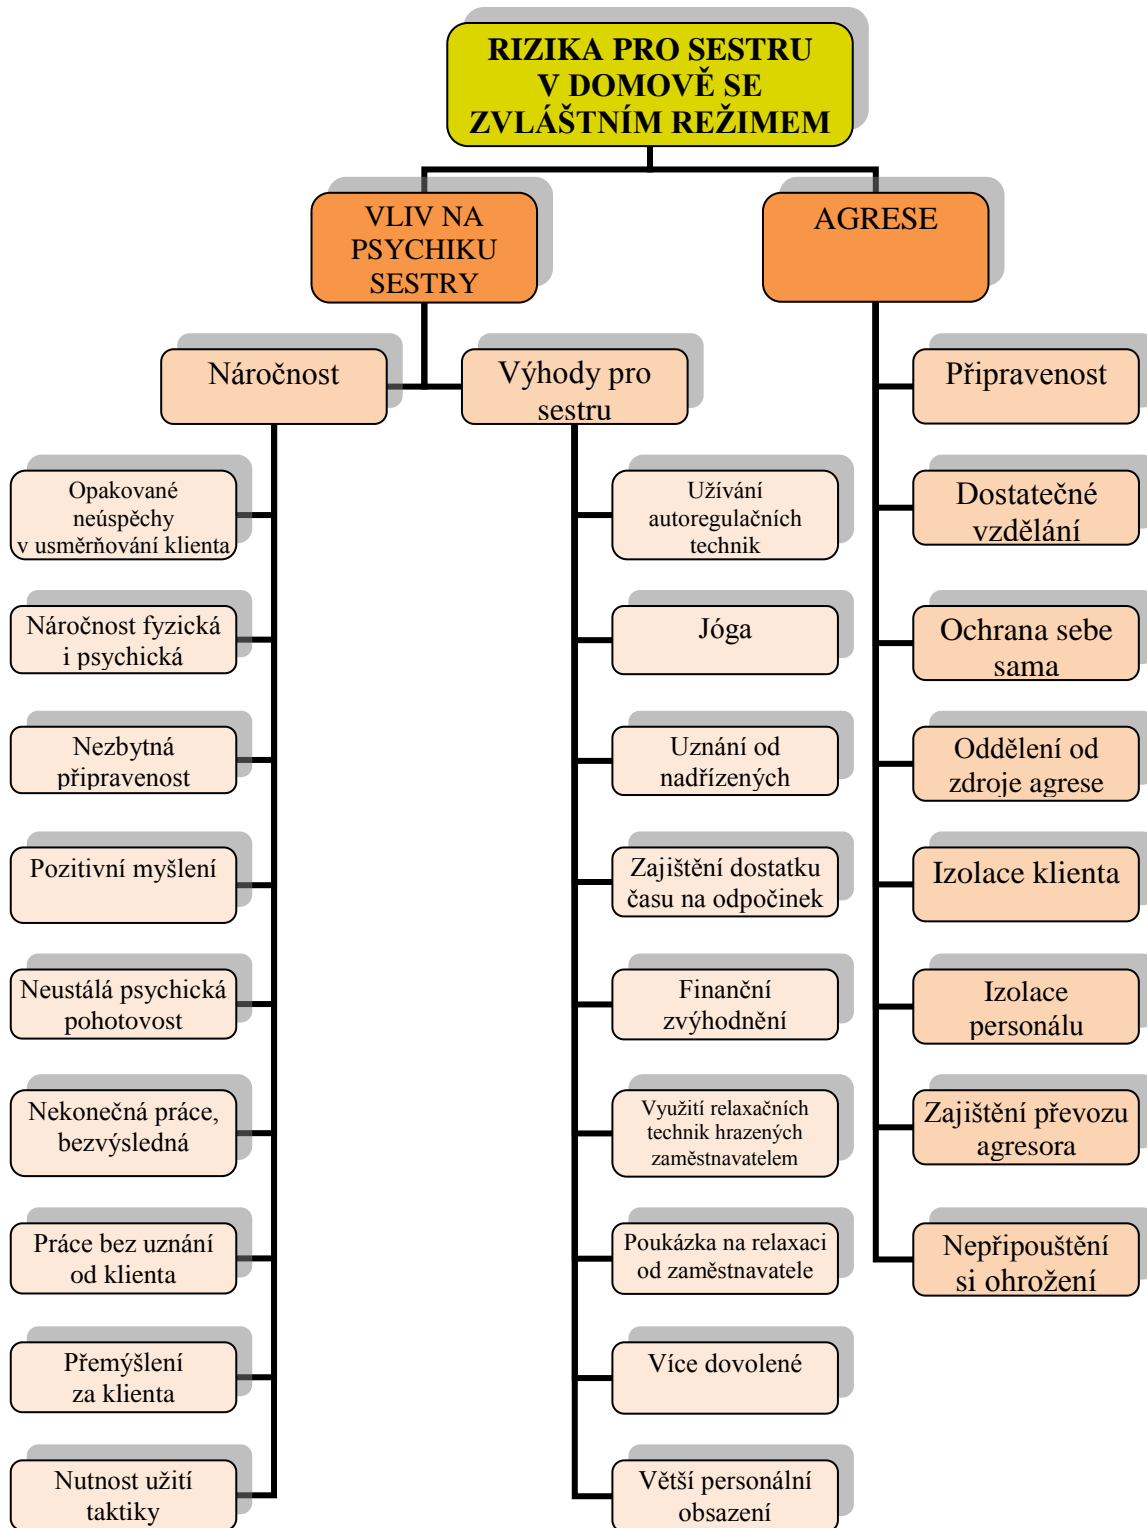 RIZIKA PRO SESTRU
V DOMOVĚ SE
ZVLÁŠTNÍM REŽIMEM
VLIV NA
PSYCHIKU
SESTRY
AGRESE
Náročnost
Výhody pro
sestru
Připravenost
Opakované
neúspěchy
v usměrňování klienta
Užívání
autoregulačních
technik
Dostatečné
vzdělání
Náročnost fyzická
i psychická
Jóga
Ochrana sebe
sama
Nezbytná
připravenost
Uznání od
nadřízených
Oddělení od
zdroje agrese
Pozitivní myšlení
Zajištění dostatku
času na odpočinek
Izolace klienta
Neustálá psychická
pohotovost
Finanční
zvýhodnění
Izolace
personálu
Nekonečná práce,
bezvýsledná
Využití relaxačních
technik hrazených
zaměstnavatelem
Zajištění převozu
agresora
Práce bez uznání
od klienta
Poukázka na relaxaci
od zaměstnavatele
Nepřipouštění
si ohrožení
Přemýšlení
za klienta
Více dovolené
Nutnost užití
taktiky
Větší personální
obsazení